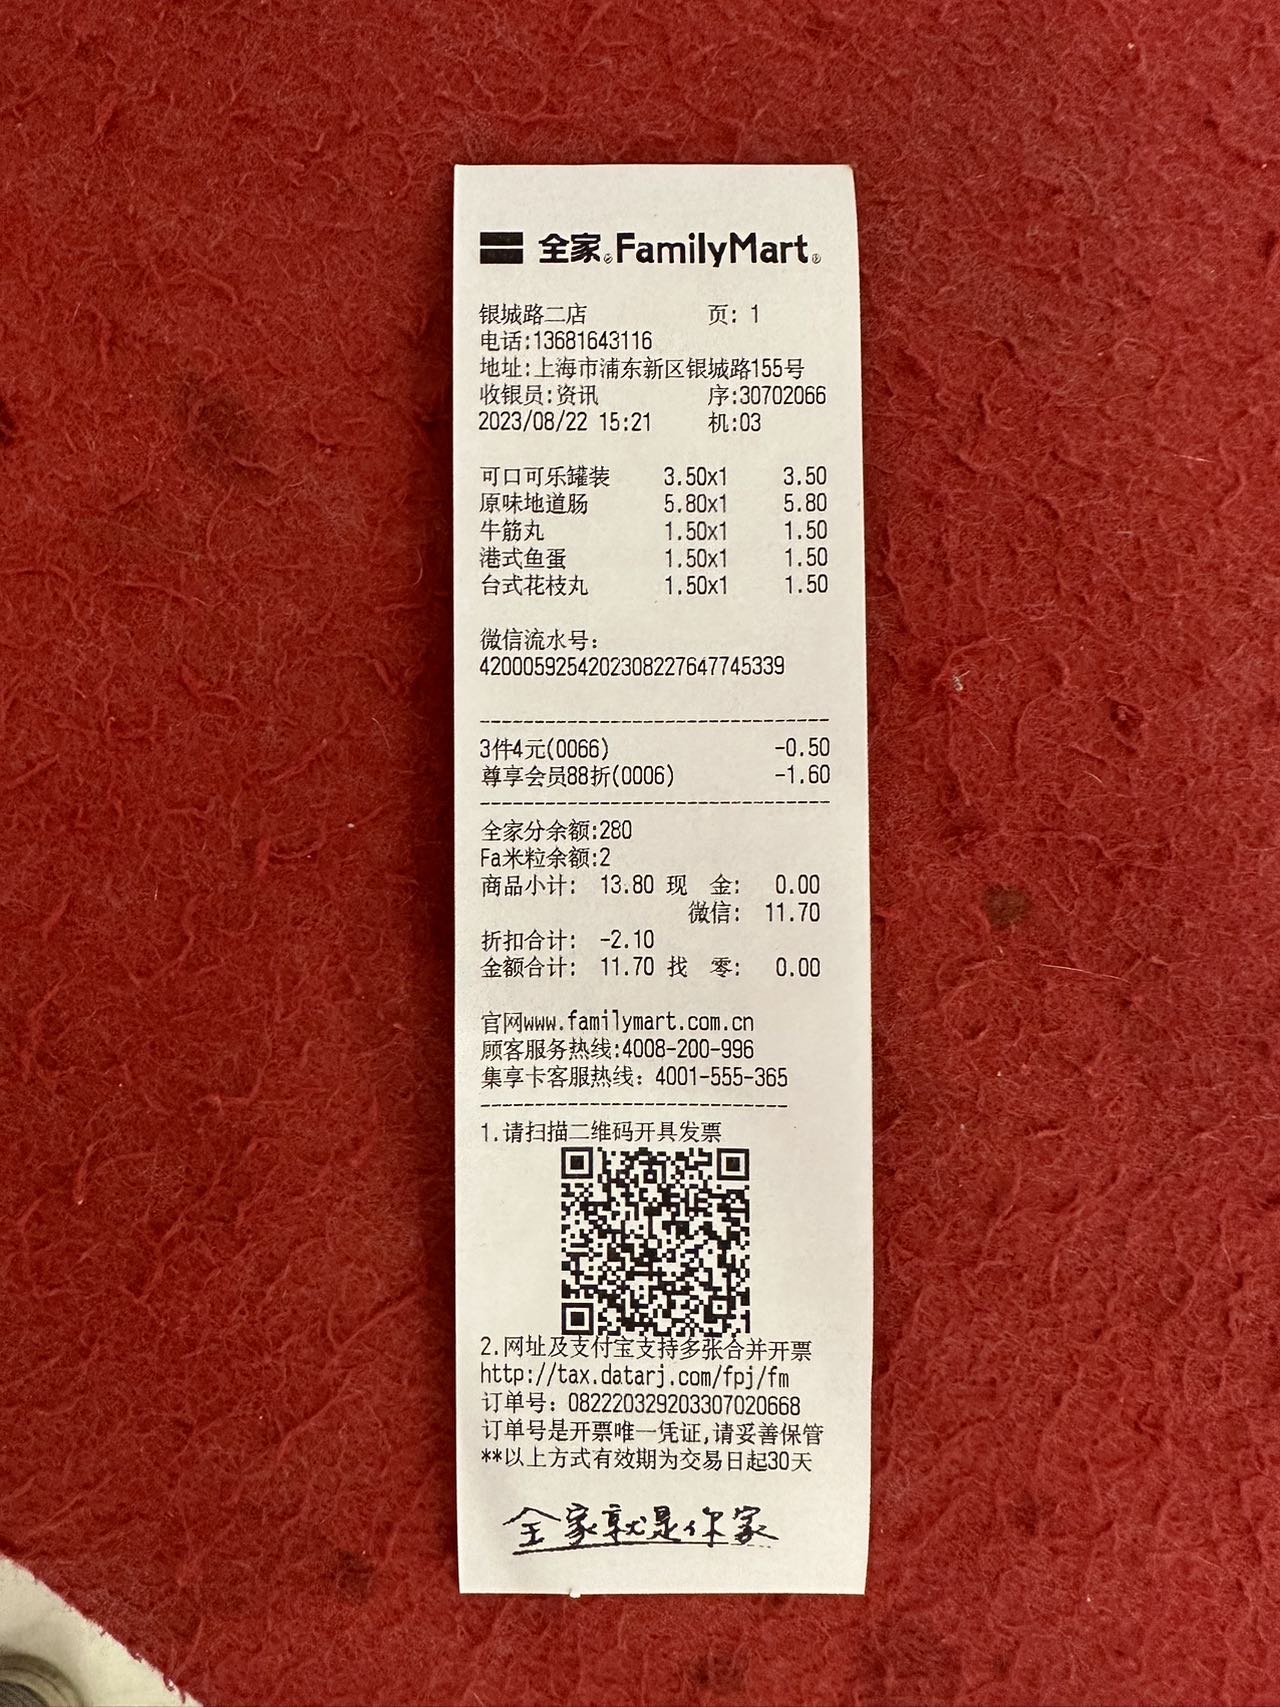 全家 FamilyMart
银城路二店 页: 1
电话:13681643116
地址:上海市浦东新区银城路155号
收银员:资讯 序:30702066
2023/08/22 15:21 机:03
可口可乐罐装 3.50x1 3.50
原味地道肠 5.80x1 5.80
牛筋丸 1.50x1 1.50
港式鱼蛋 1.50x1 1.50
台式花枝丸 1.50x1 1.50
微信流水号:
4200059254202308227647745339
3件4元(0066) -0.50
尊享会员88折(0006) -1.60
全家分余额:280
Fa米粒余额:2
商品小计: 13.80 现 金: 0.00
微信: 11.70
折扣合计: -2.10
金额合计: 11.70 找 零: 0.00
官网www.familymart.com.cn
顾客服务热线:4008-200-996
集享卡客服热线: 4001-555-365
1.请扫描二维码开具发票
2.网址及支付宝支持多张合并开票
http://tax.datarj.com/fpj/fm
订单号: 082220329203307020668
订单号是开票唯一凭证,请妥善保管
**以上方式有效期为交易日起30天
全家就是你家